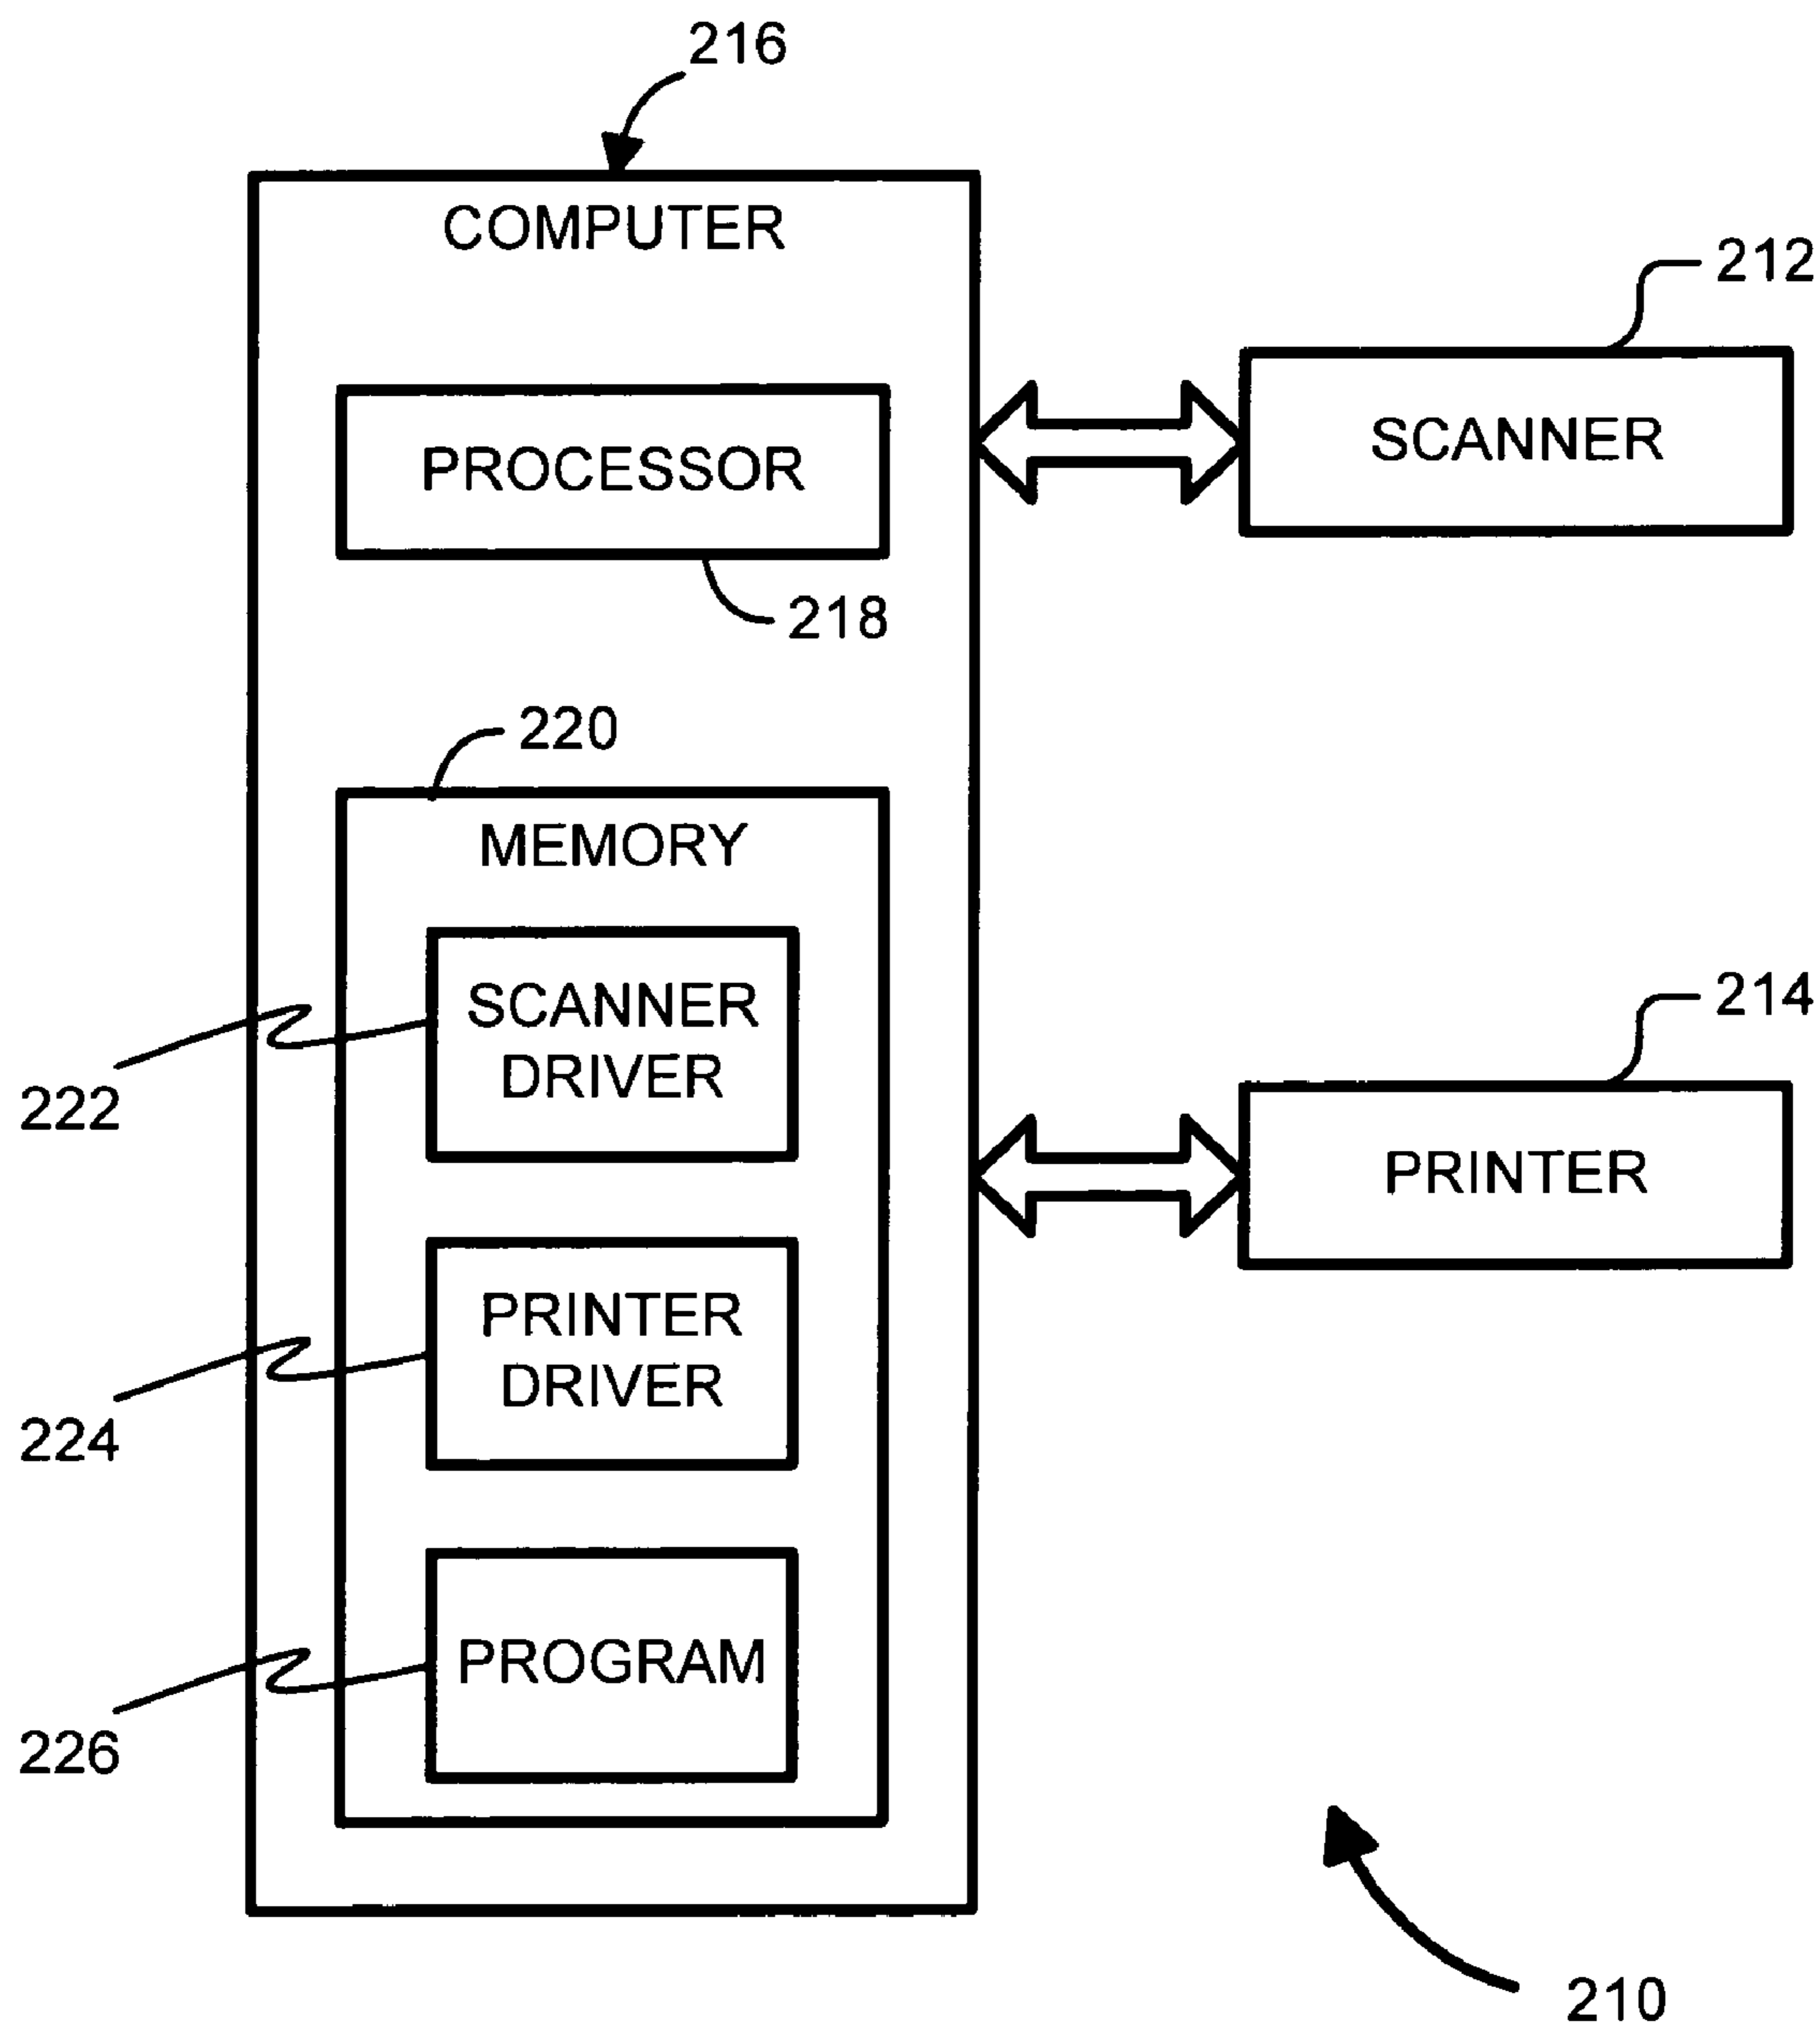 216
COMPUTER
212
SCANNER
PROCESSOR
218
220
MEMORY
SCANNER
DRIVER
222
214
PRINTER
PRINTER
DRIVER
224
PROGRAM
226
210